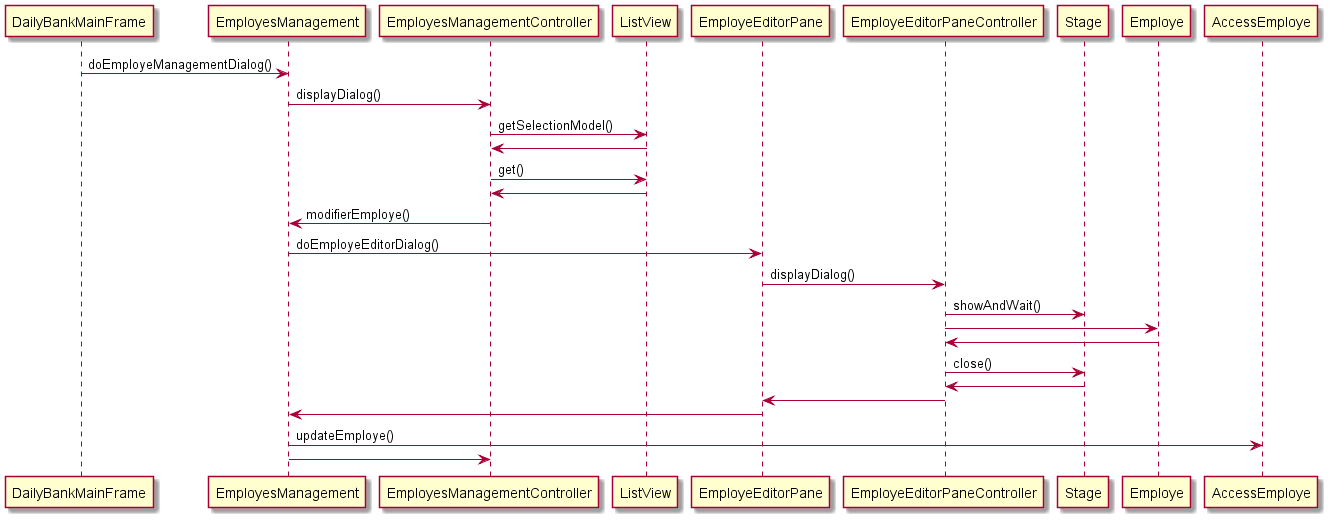 DailyBankMainFrame EmployesManagement EmployesManagementController ListView EmployeEditorPane EmployeEditorPaneController Stage Employe AccessEmploye
doEmployeManagementDialog()
displayDialog()
getSelectionModel()
get()
modifierEmploye()
doEmployeEditorDialog()
displayDialog()
showAndWait()
close()
updateEmploye()
DailyBankMainFrame EmployesManagement EmployesManagementController ListView EmployeEditorPane EmployeEditorPaneController Stage Employe AccessEmploye